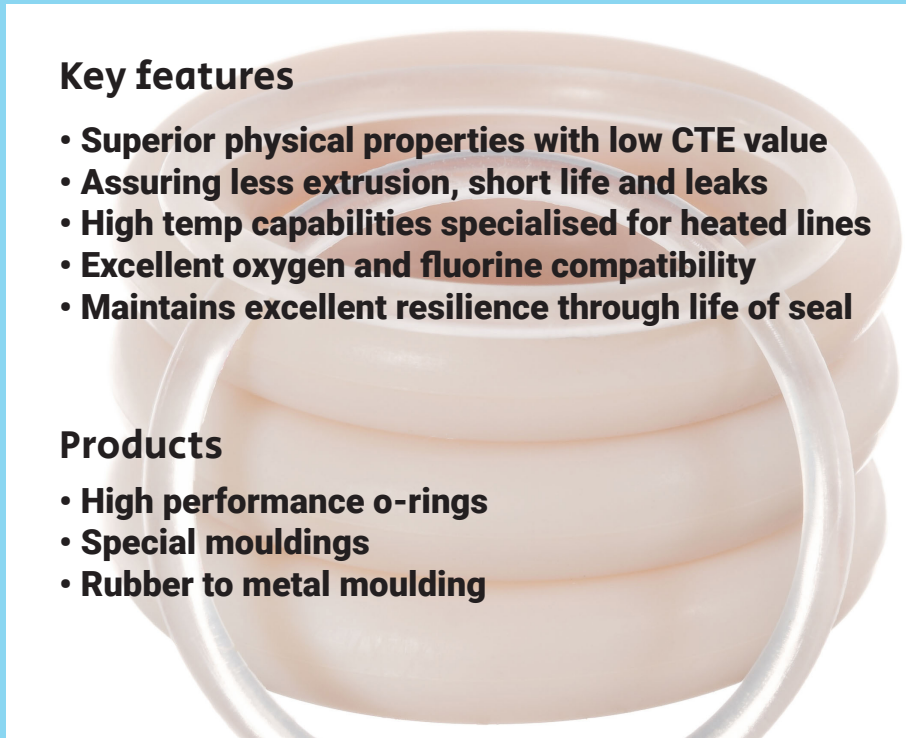 Key features
• Superior physical properties with low CTE value
• Assuring less extrusion, short life and leaks
• High temp capabilities specialised for heated lines
• Excellent oxygen and fluorine compatibility
• Maintains excellent resilience through life of seal
Products
• High performance o-rings
• Special mouldings
• Rubber to metal moulding